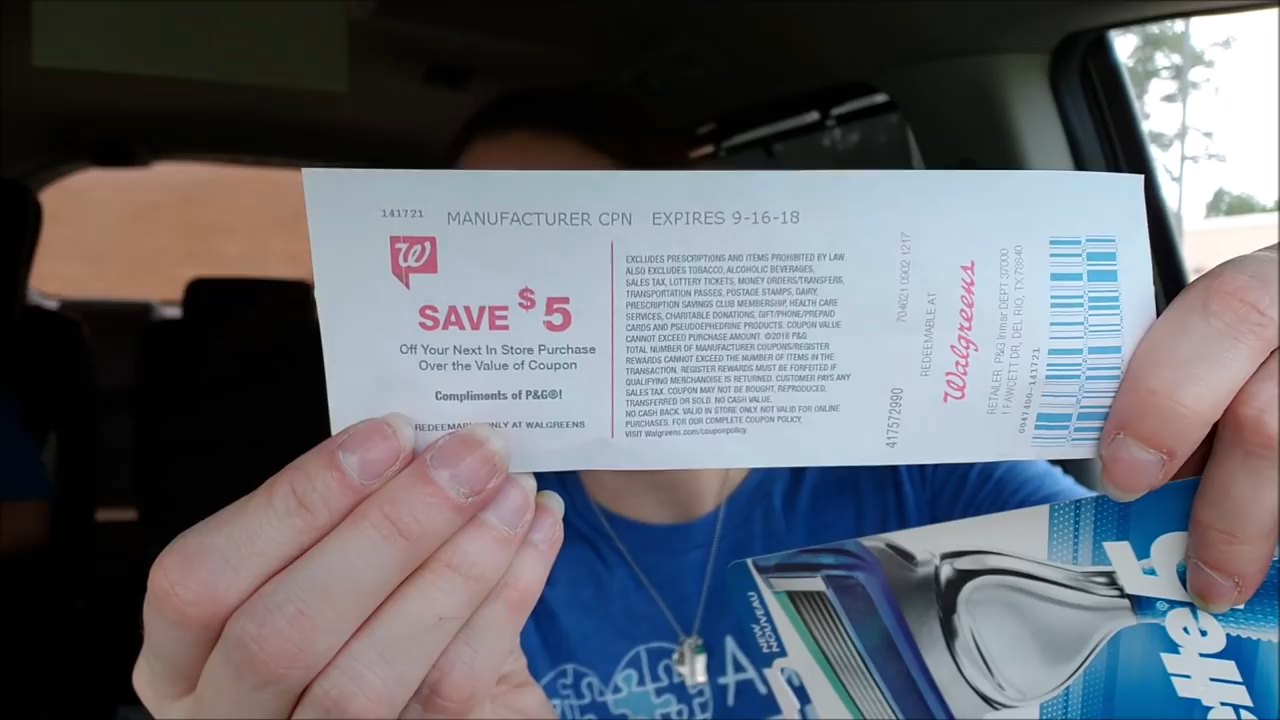 141721 MANUFACTURER CPN EXPIRES 9-16-18
W
SAVE $5
Off Your Next In Store Purchase
Over the Value of Coupon
Compliments of P&G®!
REDEEMABLE ONLY AT WALGREENS
EXCLUDES PRESCRIPTIONS AND ITEMS PROHIBITED BY LAW.
ALSO EXCLUDES TOBACCO, ALCOHOLIC BEVERAGES,
SALES TAX, LOTTERY TICKETS, MONEY ORDERS/TRANSFERS,
TRANSPORTATION PASSES, POSTAGE STAMPS, DAIRY,
PRESCRIPTION SAVINGS CLUB MEMBERSHIP, HEALTH CARE
SERVICES, CHARITABLE DONATIONS, GIFT/PHONE/PREPAID
CARDS AND PSEUDOEPHEDRINE PRODUCTS. COUPON VALUE
CANNOT EXCEED PURCHASE AMOUNT. ©2018 P&G.
TOTAL NUMBER OF MANUFACTURER COUPONS/REGISTER
REWARDS CANNOT EXCEED THE NUMBER OF ITEMS IN THE
TRANSACTION. REGISTER REWARDS MUST BE FORFEITED IF
QUALIFYING MERCHANDISE IS RETURNED. CUSTOMER PAYS ANY
SALES TAX. COUPON MAY NOT BE BOUGHT, REPRODUCED,
TRANSFERRED OR SOLD. NO CASH VALUE.
NO CASH BACK. VALID IN STORE ONLY. NOT VALID FOR ONLINE
PURCHASES. FOR OUR COMPLETE COUPON POLICY,
VISIT Walgreens.com/couponpolicy.
417572990
704621 0902 1217
REDEEMABLE AT
Walgreens
RETAILER: P&G Inmar DEPT 37000
1 FAWCETT DR, DEL RIO, TX 78840
0047400-141721
NEW
NOUVEAU
5